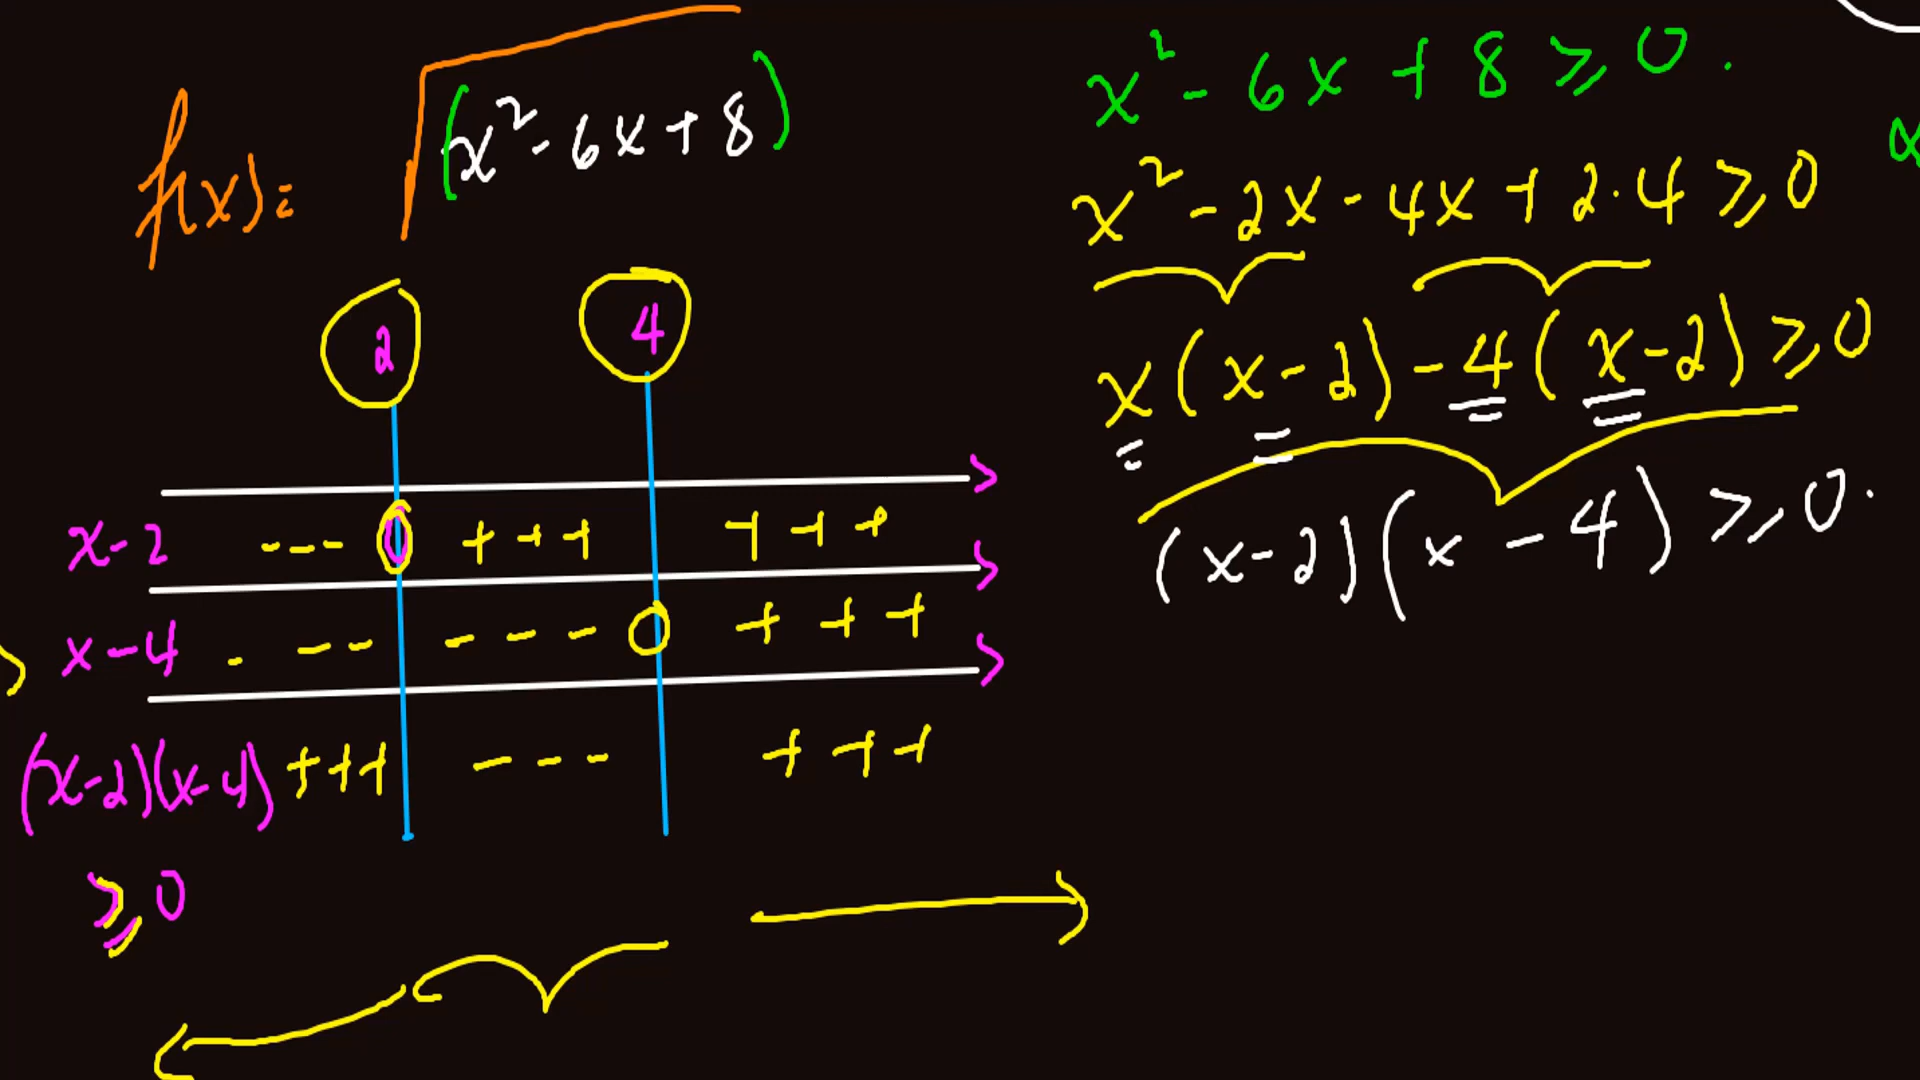 f(x)= √(x²-6x+8)
x²-6x+8≥0.
x²-2x-4x+2·4≥0
x(x-2)-4(x-2)≥0
(x-2)(x-4)≥0.
2 4
x-2 --- 0 +++ +++
x-4 --- --- 0 +++
(x-2)(x-4) +++ --- +++
≥0